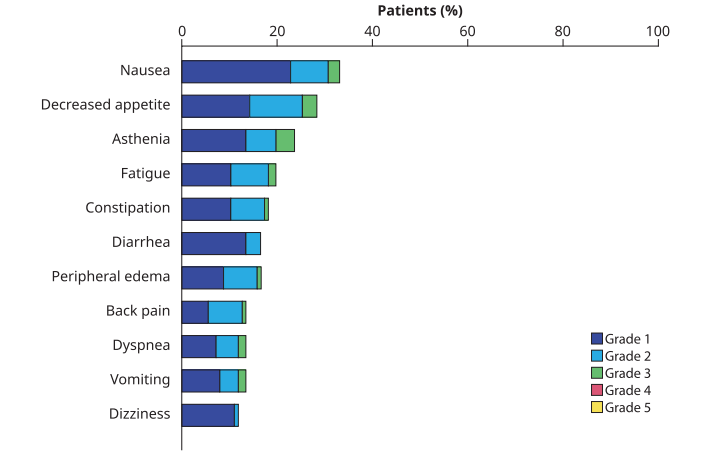 Patients (%)
0 20 40 60 80 100
Nausea
Decreased appetite
Asthenia
Fatigue
Constipation
Diarrhea
Peripheral edema
Back pain
Dyspnea
Vomiting
Dizziness
Grade 1
Grade 2
Grade 3
Grade 4
Grade 5